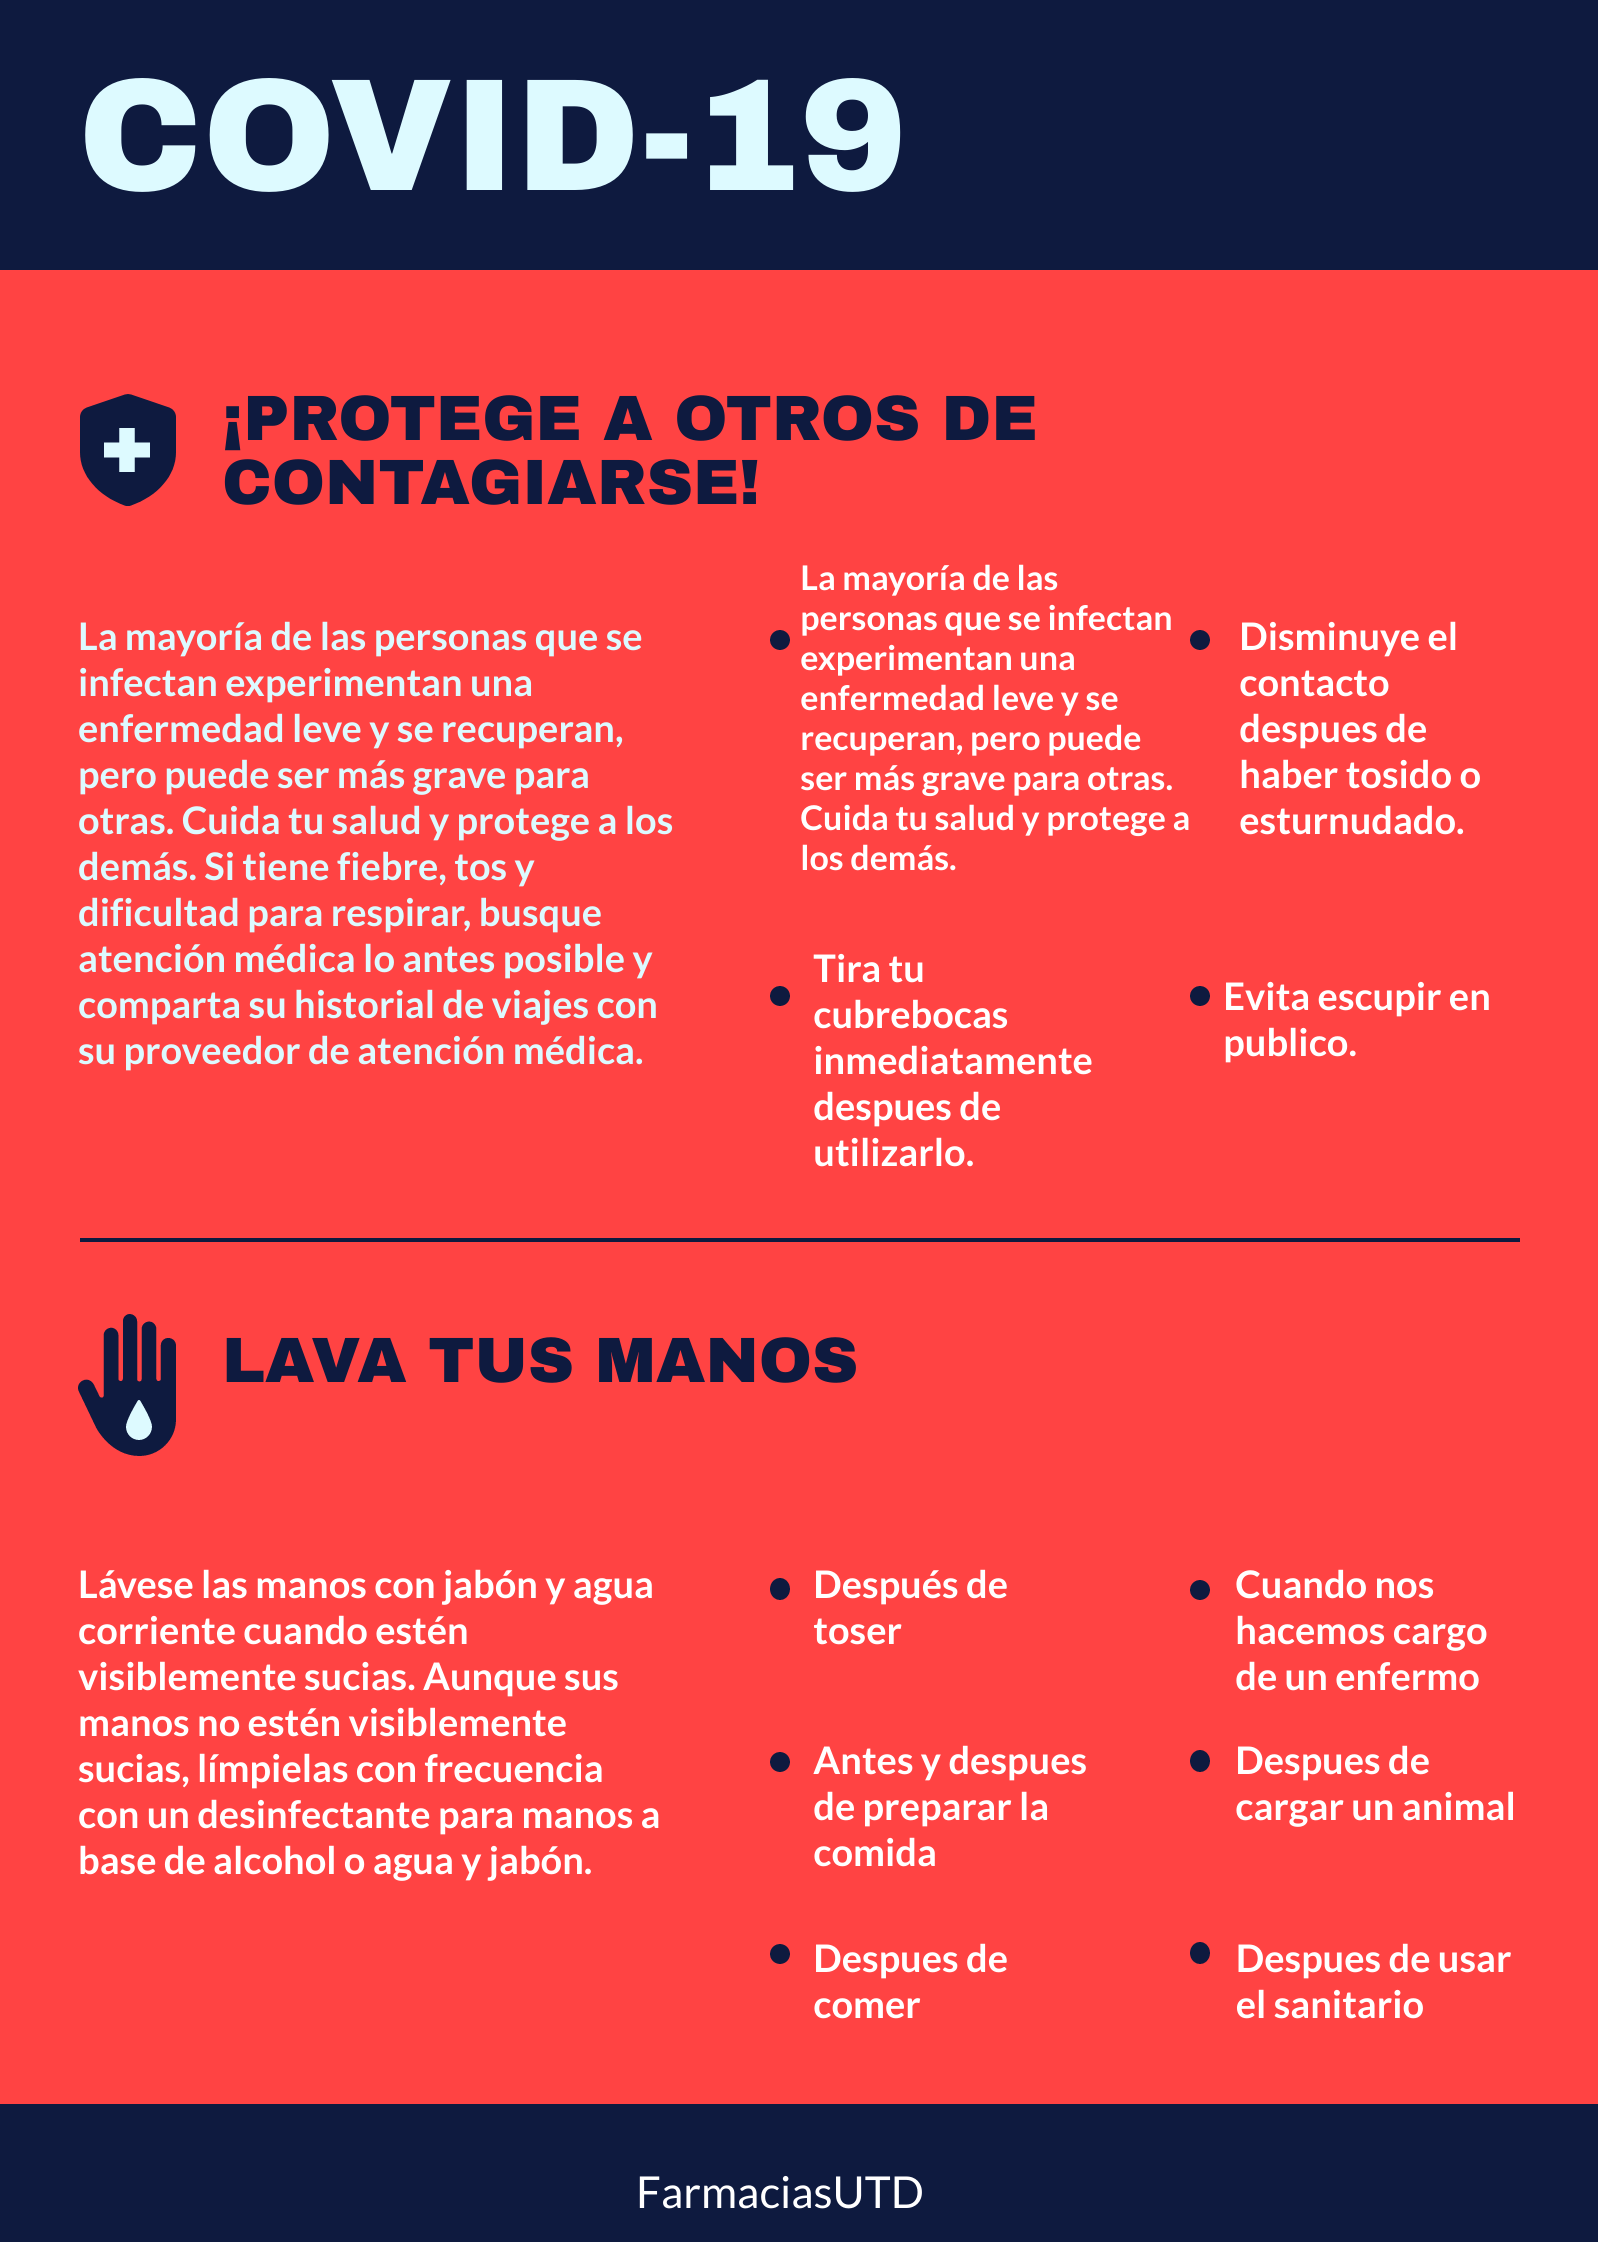 COVID-19
¡PROTEGE A OTROS DE
CONTAGIARSE!
La mayoría de las personas que se
infectan experimentan una
enfermedad leve y se recuperan,
pero puede ser más grave para
otras. Cuida tu salud y protege a los
demás. Si tiene fiebre, tos y
dificultad para respirar, busque
atención médica lo antes posible y
comparta su historial de viajes con
su proveedor de atención médica.
La mayoría de las
personas que se infectan
experimentan una
enfermedad leve y se
recuperan, pero puede
ser más grave para otras.
Cuida tu salud y protege a
los demás.
Disminuye el
contacto
despues de
haber tosido o
esturnudado.
Tira tu
cubrebocas
inmediatamente
despues de
utilizarlo.
Evita escupir en
publico.
LAVA TUS MANOS
Lávese las manos con jabón y agua
corriente cuando estén
visiblemente sucias. Aunque sus
manos no estén visiblemente
sucias, límpielas con frecuencia
con un desinfectante para manos a
base de alcohol o agua y jabón.
Después de
toser
Cuando nos
hacemos cargo
de un enfermo
Antes y despues
de preparar la
comida
Despues de
cargar un animal
Despues de
comer
Despues de usar
el sanitario
FarmaciasUTD